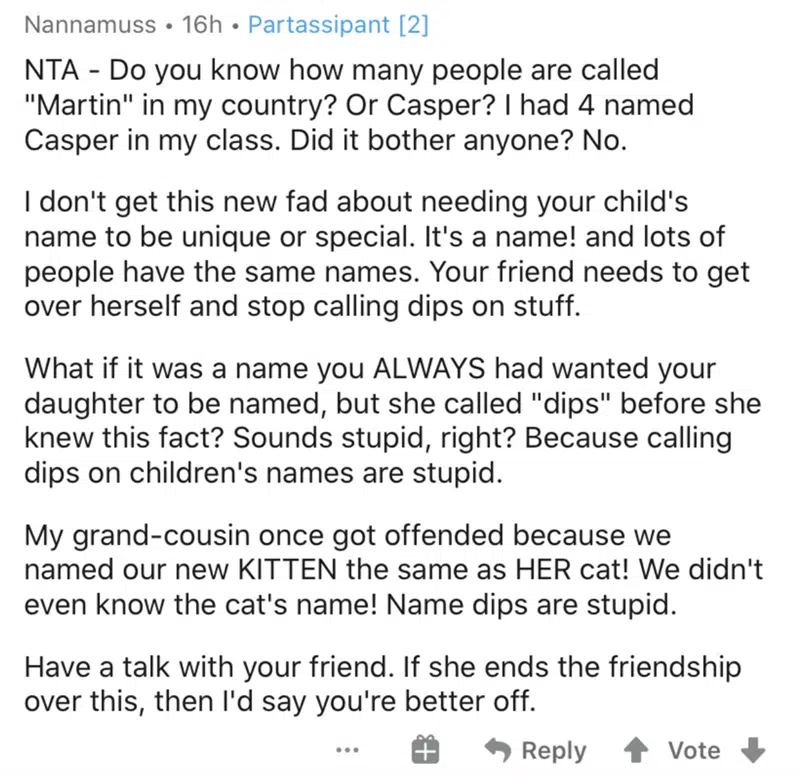 Nannamuss • 16h • Partassipant [2]
NTA - Do you know how many people are called
"Martin" in my country? Or Casper? I had 4 named
Casper in my class. Did it bother anyone? No.
I don't get this new fad about needing your child's
name to be unique or special. It's a name! and lots of
people have the same names. Your friend needs to get
over herself and stop calling dips on stuff.
What if it was a name you ALWAYS had wanted your
daughter to be named, but she called "dips" before she
knew this fact? Sounds stupid, right? Because calling
dips on children's names are stupid.
My grand-cousin once got offended because we
named our new KITTEN the same as HER cat! We didn't
even know the cat's name! Name dips are stupid.
Have a talk with your friend. If she ends the friendship
over this, then I'd say you're better off.
... Reply Vote